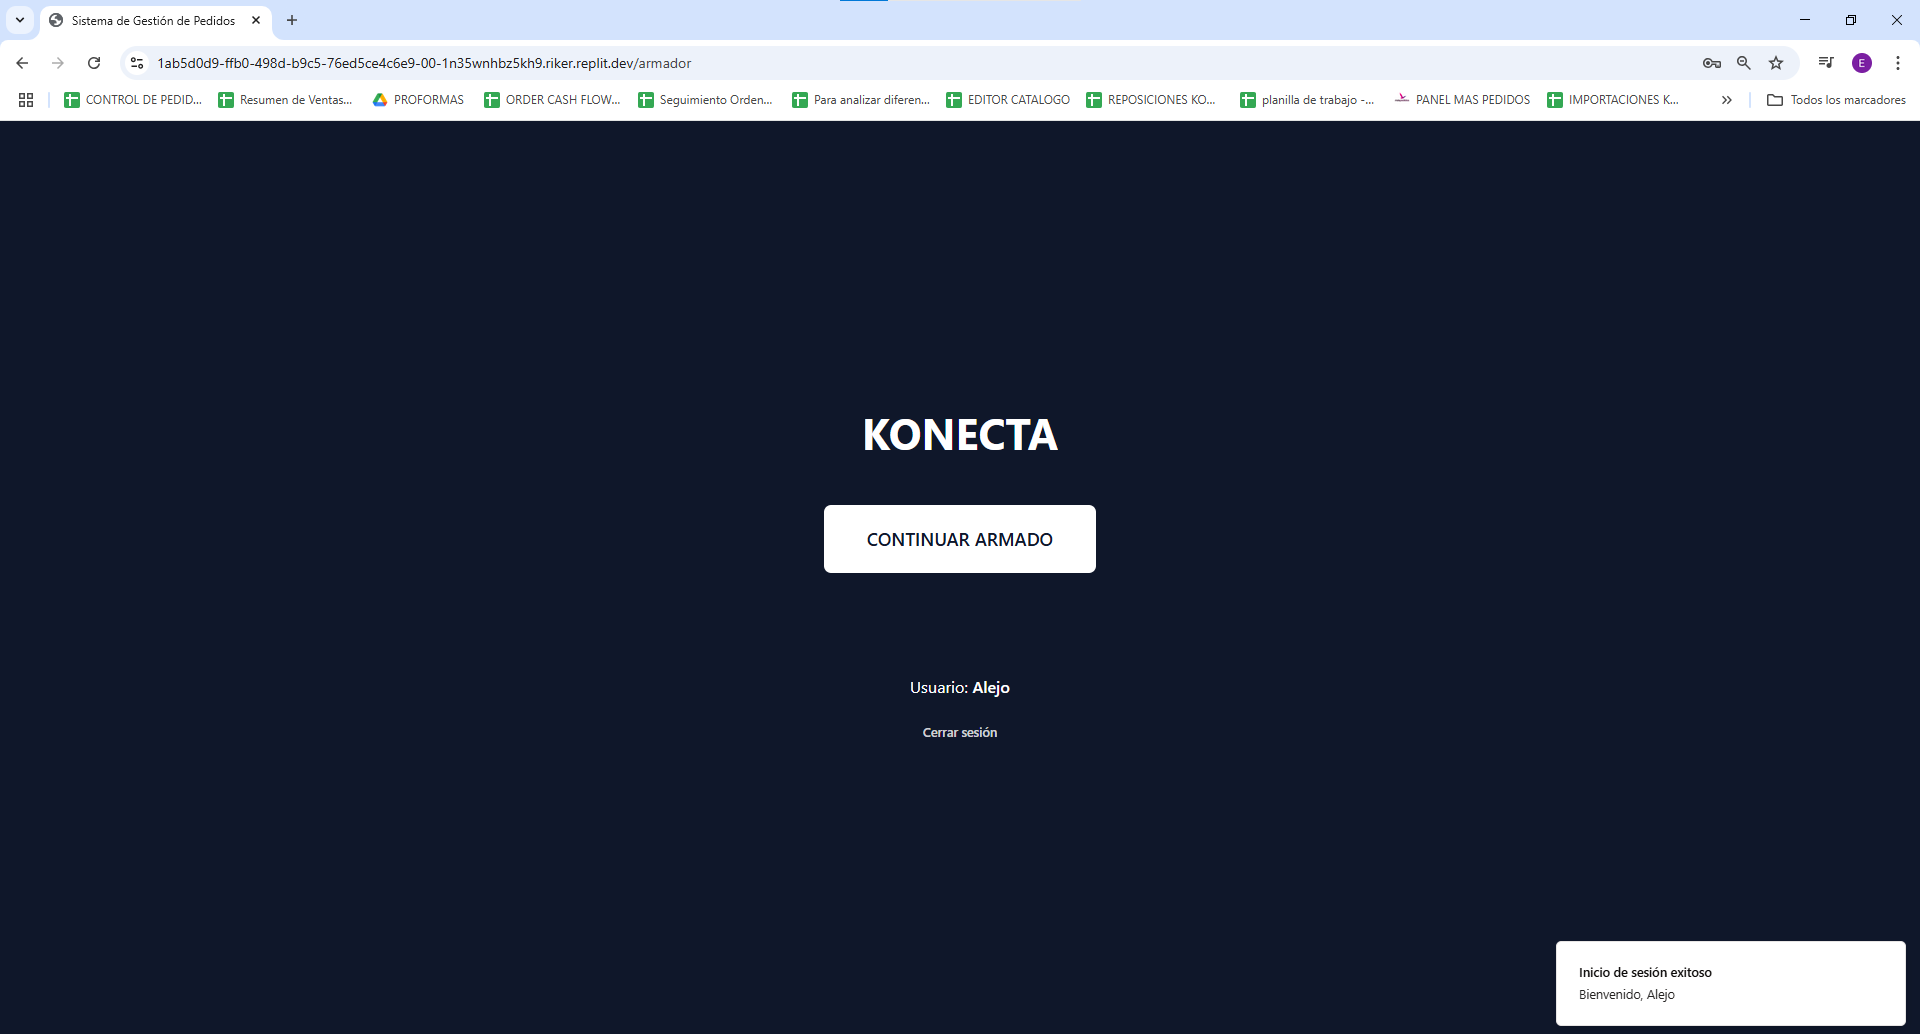 Sistema de Gestión de Pedidos
1ab5d0d9-ffb0-498d-b9c5-76ed5ce4c6e9-00-1n35wnhbz5kh9.riker.replit.dev/armador
E
CONTROL DE PEDID...
Resumen de Ventas...
PROFORMAS
ORDER CASH FLOW...
Seguimiento Orden...
Para analizar diferen...
EDITOR CATALOGO
REPOSICIONES KO...
planilla de trabajo -...
PANEL MAS PEDIDOS
IMPORTACIONES K...
Todos los marcadores
KONECTA
CONTINUAR ARMADO
Usuario: Alejo
Cerrar sesión
Inicio de sesión exitoso
Bienvenido, Alejo